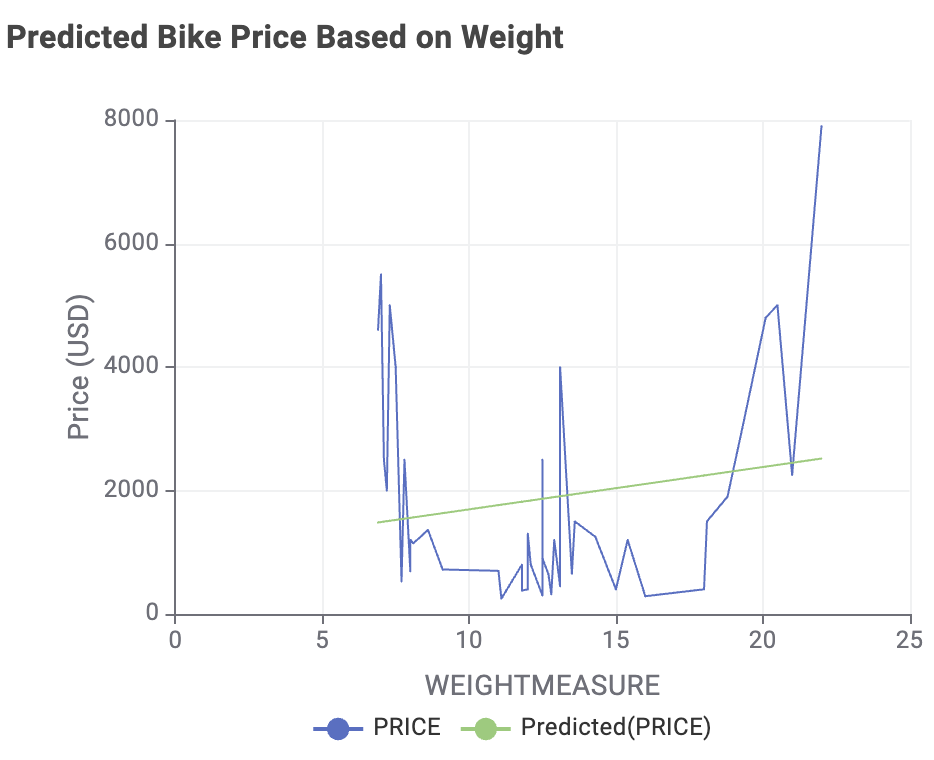 Predicted Bike Price Based on Weight
8000
6000
4000
2000
0
Price (USD)
0 5 10 15 20 25
WEIGHTMEASURE
PRICE Predicted(PRICE)